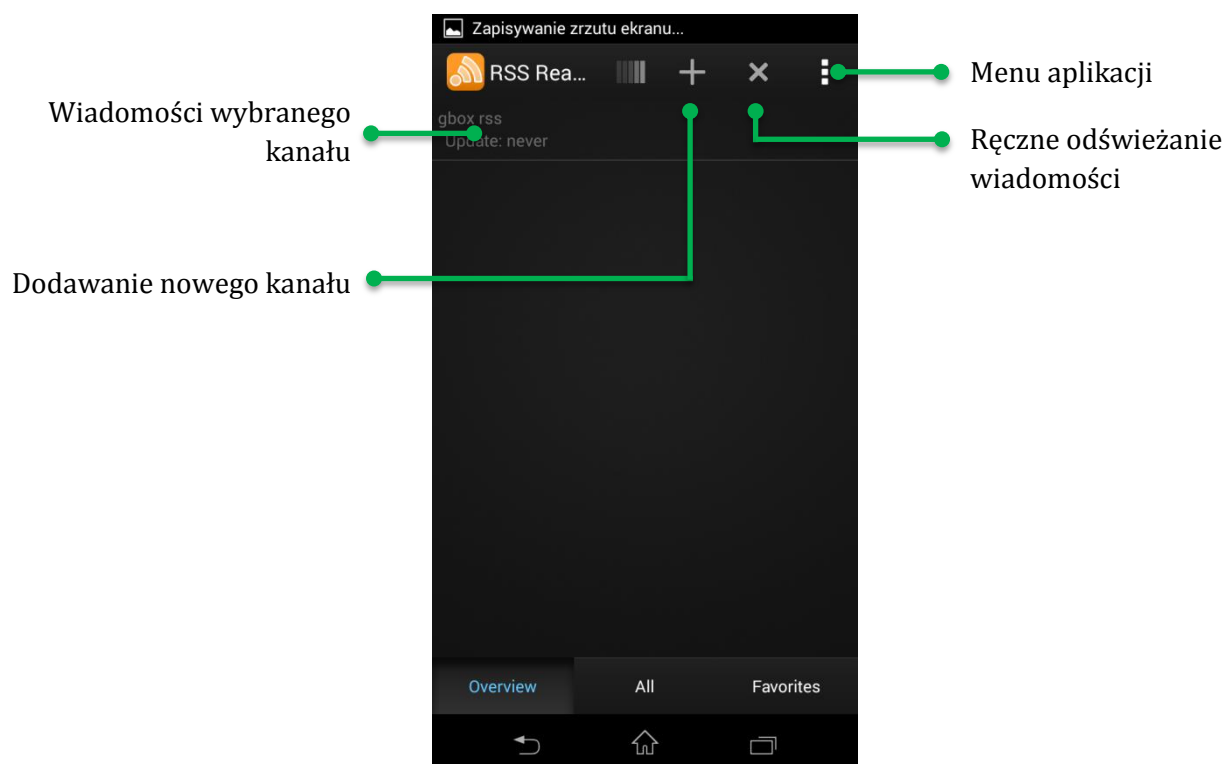 Zapisywanie zrzutu ekranu...
RSS Rea...
Menu aplikacji
Wiadomości wybranego
kanału
gbox rss
Update: never
Ręczne odświeżanie
wiadomości
Dodawanie nowego kanału
Overview
All
Favorites